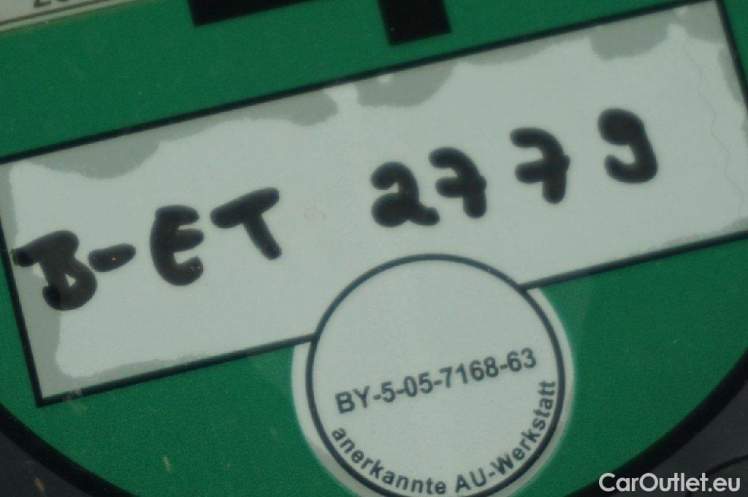 B-ET 2779
BY-5-05-7168-63
anerkannte AU-Werkstatt
CarOutlet.eu